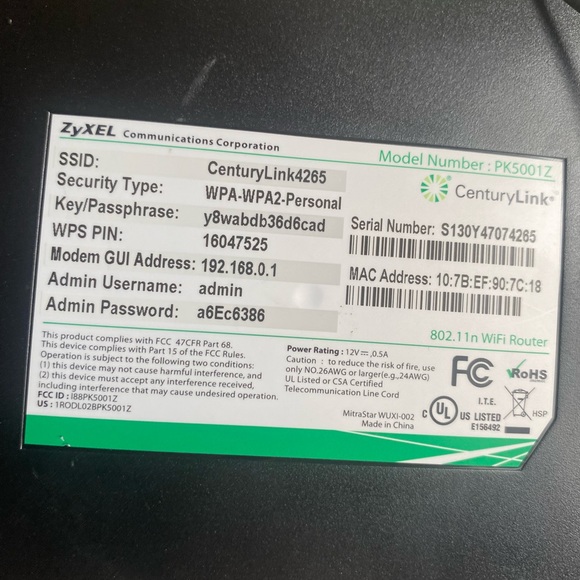 ZyXEL Communications Corporation
Model Number : PK5001Z
CenturyLink®
SSID: CenturyLink4265
Security Type: WPA-WPA2-Personal
Key/Passphrase: y8wabdb36d6cad
WPS PIN: 16047525
Modem GUI Address: 192.168.0.1
Admin Username: admin
Admin Password: a6Ec6386
Serial Number: S130Y47074265
MAC Address: 10:7B:EF:90:7C:18
802.11n WiFi Router
This product complies with FCC 47CFR Part 68.
This device complies with Part 15 of the FCC Rules.
Operation is subject to the following two conditions:
(1) this device may not cause harmful interference, and
(2) this device must accept any interference received,
including interference that may cause undesired operation.
FCC ID : I88PK5001Z
US : 1RODL02BPK5001Z
Power Rating : 12V ⎓, 0.5A
Caution : to reduce the risk of fire, use
only NO.26AWG or larger(e.g.,24AWG)
UL Listed or CSA Certified
Telecommunication Line Cord
MitraStar WUXI-002
Made in China
FC
RoHS
C UL US LISTED
I.T.E.
E156492
HSP